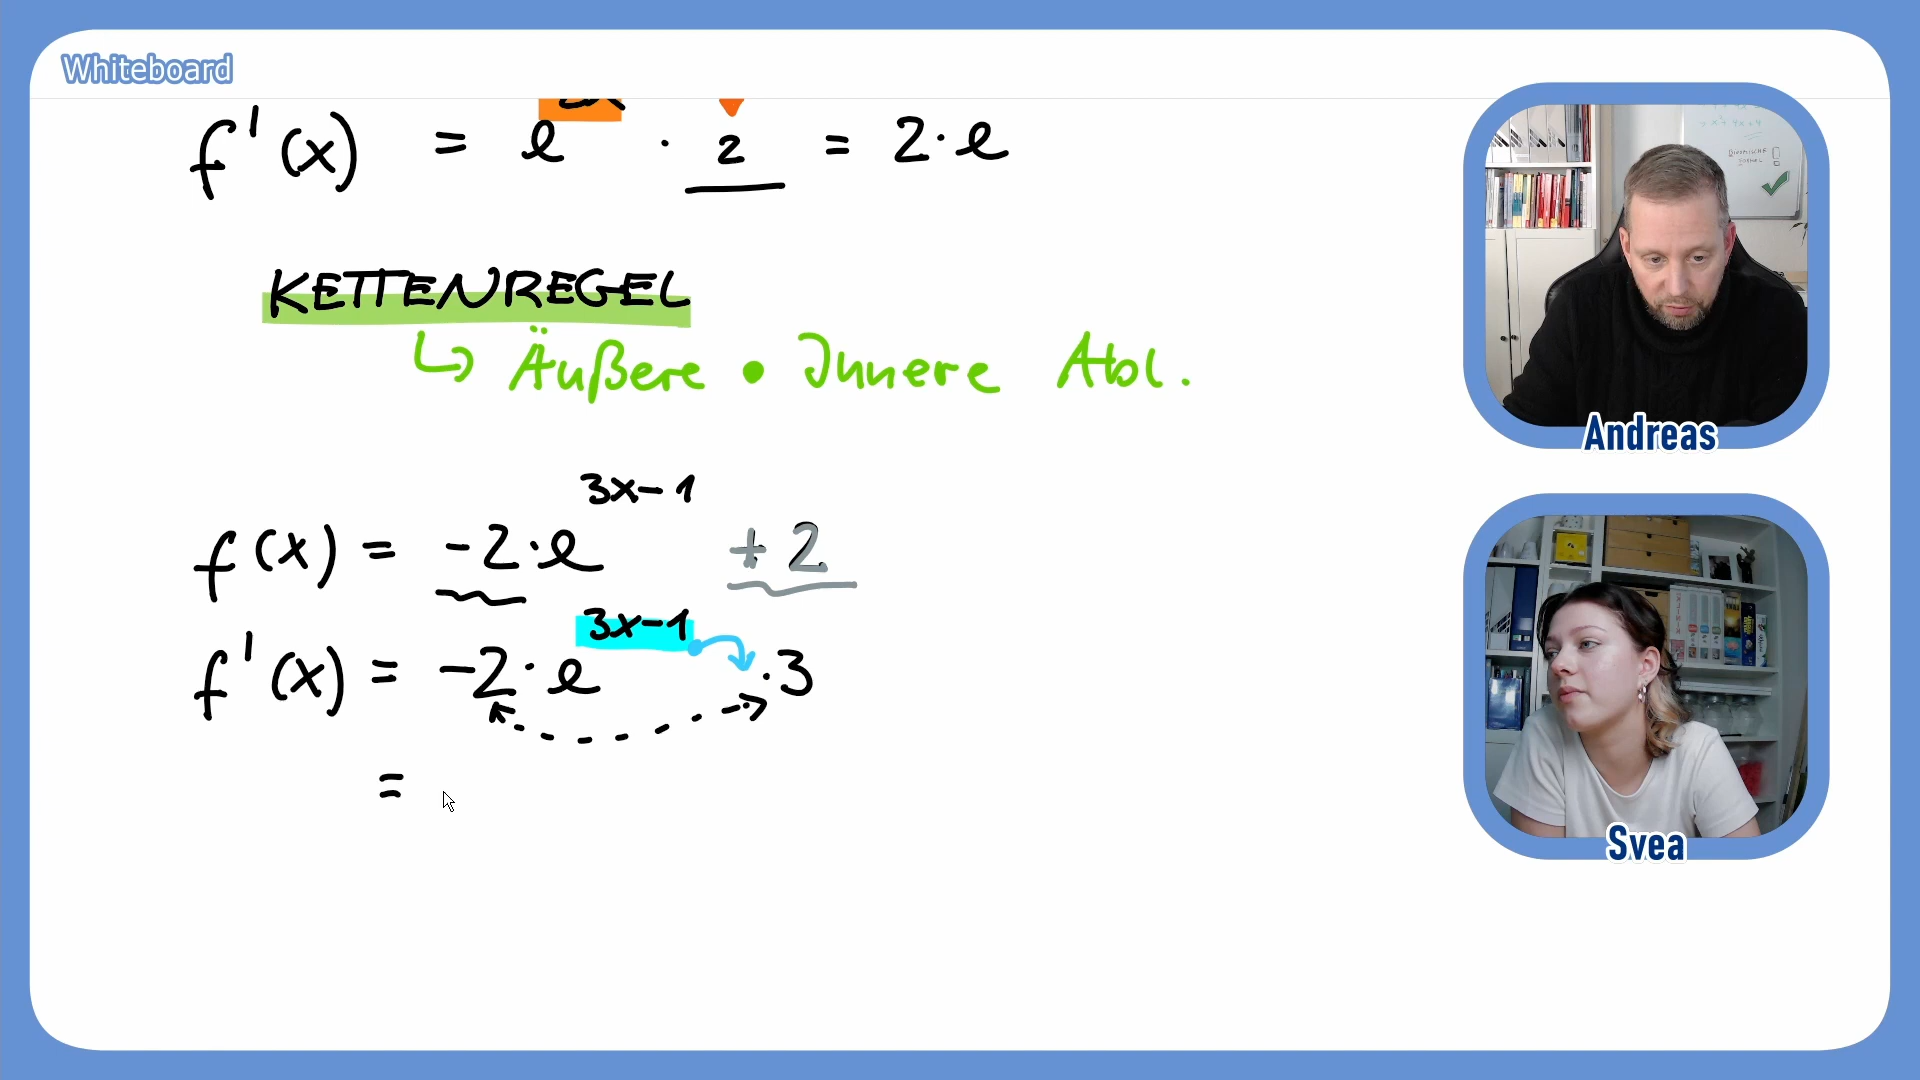 Whiteboard
f'(x) = e · 2 = 2·e
KETTENREGEL
↳ Äußere • Innere Abl.
f(x) = -2·e^{3x-1} + 2
f'(x) = -2·e^{3x-1} ·3
=
Andreas
Svea